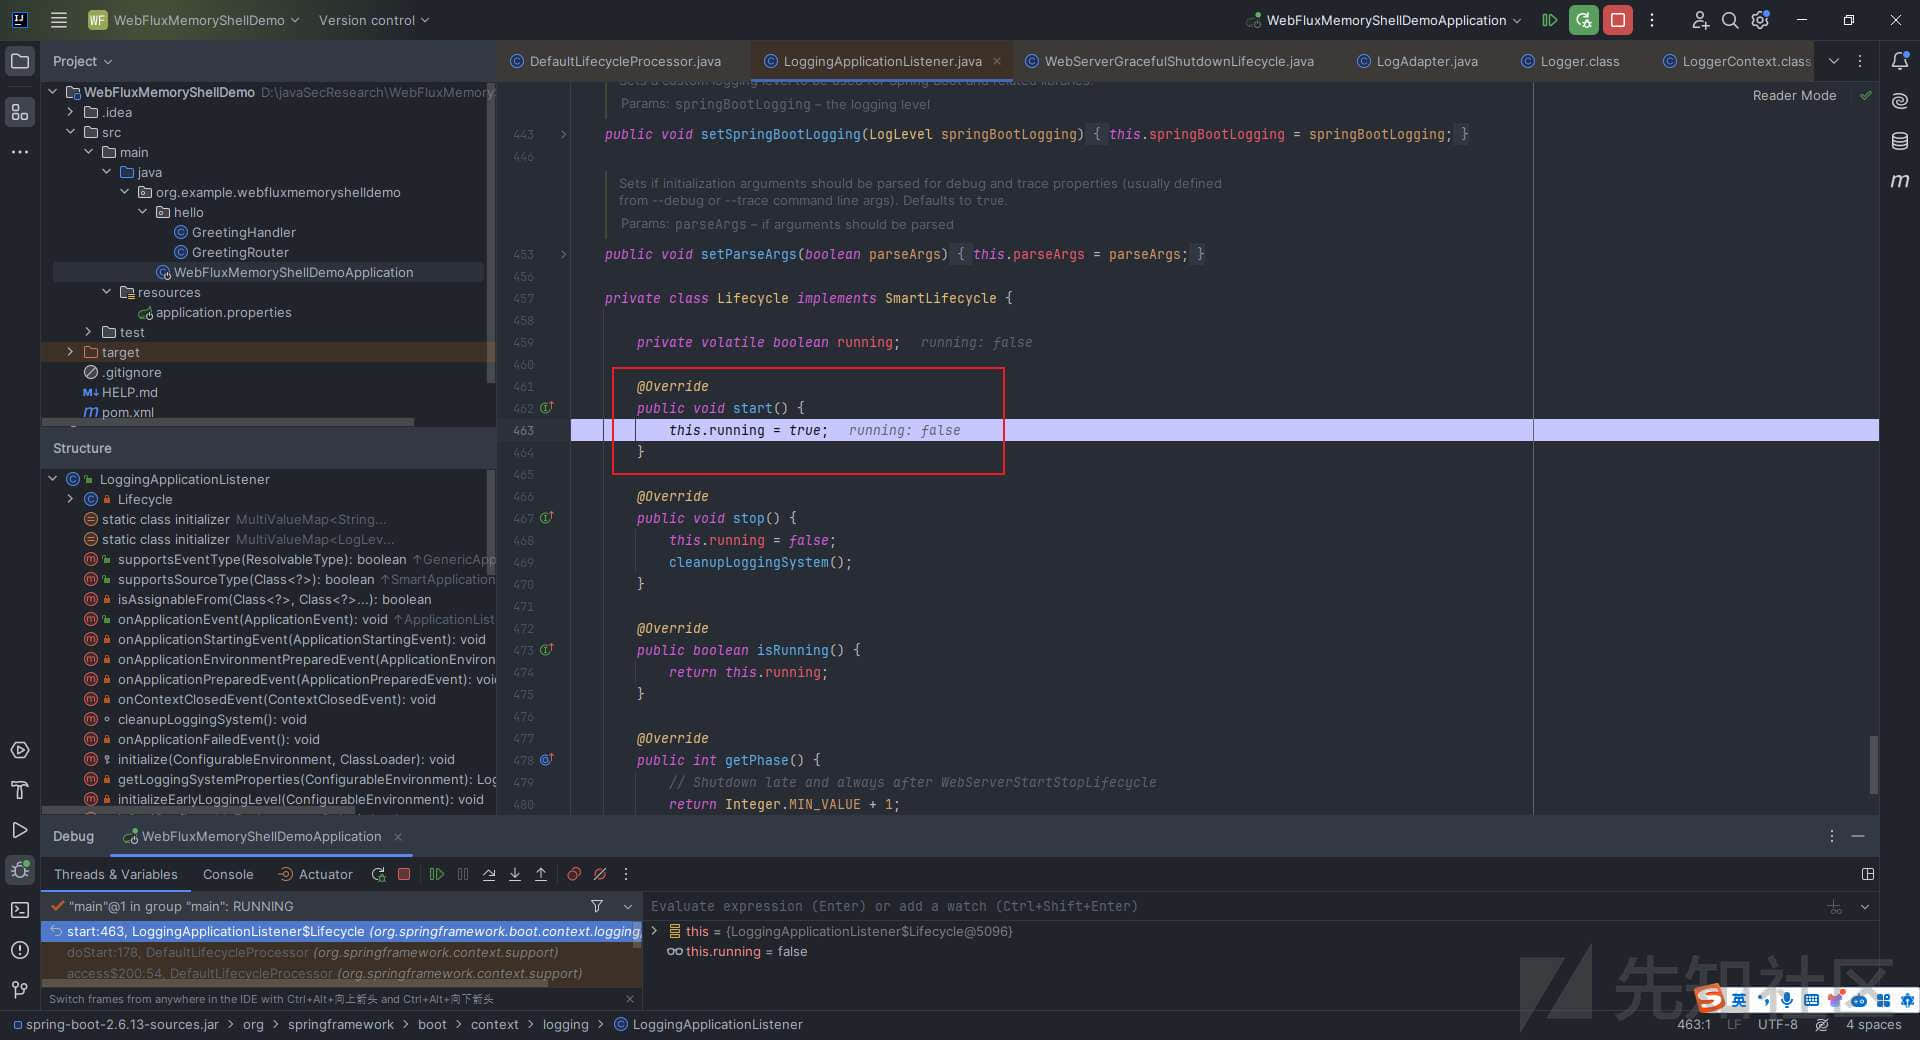 WF WebFluxMemoryShellDemo Version control WebFluxMemoryShellDemoApplication
Project
WebFluxMemoryShellDemo D:\javaSecResearch\WebFluxMemory
.idea
src
main
java
org.example.webfluxmemoryshelldemo
hello
GreetingHandler
GreetingRouter
WebFluxMemoryShellDemoApplication
resources
application.properties
test
target
.gitignore
HELP.md
pom.xml
Structure
LoggingApplicationListener
Lifecycle
static class initializer MultiValueMap<String...
static class initializer MultiValueMap<LogLev...
supportsEventType(ResolvableType): boolean ↑GenericApp
supportsSourceType(Class<?>): boolean ↑SmartApplication
isAssignableFrom(Class<?>, Class<?>...): boolean
onApplicationEvent(ApplicationEvent): void ↑ApplicationList
onApplicationStartingEvent(ApplicationStartingEvent): void
onApplicationEnvironmentPreparedEvent(ApplicationEnviron
onApplicationPreparedEvent(ApplicationPreparedEvent): voi
onContextClosedEvent(ContextClosedEvent): void
cleanupLoggingSystem(): void
onApplicationFailedEvent(): void
initialize(ConfigurableEnvironment, ClassLoader): void
getLoggingSystemProperties(ConfigurableEnvironment): Log
initializeEarlyLoggingLevel(ConfigurableEnvironment): void
DefaultLifecycleProcessor.java LoggingApplicationListener.java WebServerGracefulShutdownLifecycle.java LogAdapter.java Logger.class LoggerContext.class
Reader Mode
Sets a custom logging level to be used for Spring Boot and related libraries.
Params: springBootLogging – the logging level
443 public void setSpringBootLogging(LogLevel springBootLogging) { this.springBootLogging = springBootLogging; }
446
Sets if initialization arguments should be parsed for debug and trace properties (usually defined
from --debug or --trace command line args). Defaults to true.
Params: parseArgs – if arguments should be parsed
453 public void setParseArgs(boolean parseArgs) { this.parseArgs = parseArgs; }
456
457 private class Lifecycle implements SmartLifecycle {
458
459 private volatile boolean running; running: false
460
461 @Override
462 public void start() {
463 this.running = true; running: false
464 }
465
466 @Override
467 public void stop() {
468 this.running = false;
469 cleanupLoggingSystem();
470 }
471
472 @Override
473 public boolean isRunning() {
474 return this.running;
475 }
476
477 @Override
478 public int getPhase() {
479 // Shutdown late and always after WebServerStartStopLifecycle
480 return Integer.MIN_VALUE + 1;
Debug WebFluxMemoryShellDemoApplication
Threads & Variables Console Actuator
"main"@1 in group "main": RUNNING
start:463, LoggingApplicationListener$Lifecycle (org.springframework.boot.context.logging
doStart:178, DefaultLifecycleProcessor (org.springframework.context.support)
access$200:54, DefaultLifecycleProcessor (org.springframework.context.support)
Switch frames from anywhere in the IDE with Ctrl+Alt+向上箭头 and Ctrl+Alt+向下箭头
Evaluate expression (Enter) or add a watch (Ctrl+Shift+Enter)
this = {LoggingApplicationListener$Lifecycle@5096}
this.running = false
先知社区
英
spring-boot-2.6.13-sources.jar org springframework boot context logging LoggingApplicationListener
463:1 LF UTF-8 4 spaces